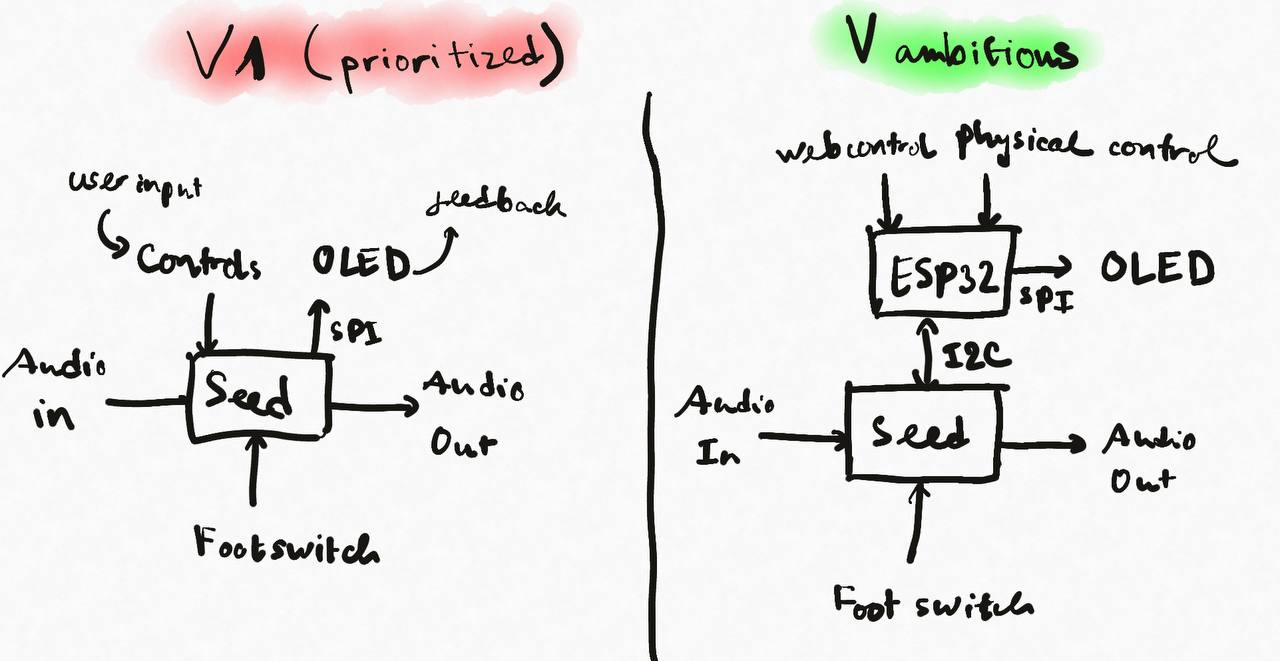 V1 (prioritized)
user input
Controls
OLED
feedback
SPI
Audio
in
Seed
Audio
Out
Footswitch
V ambitious
webcontrol physical control
ESP32
SPI
OLED
I2C
Audio
In
Seed
Audio
Out
Foot switch